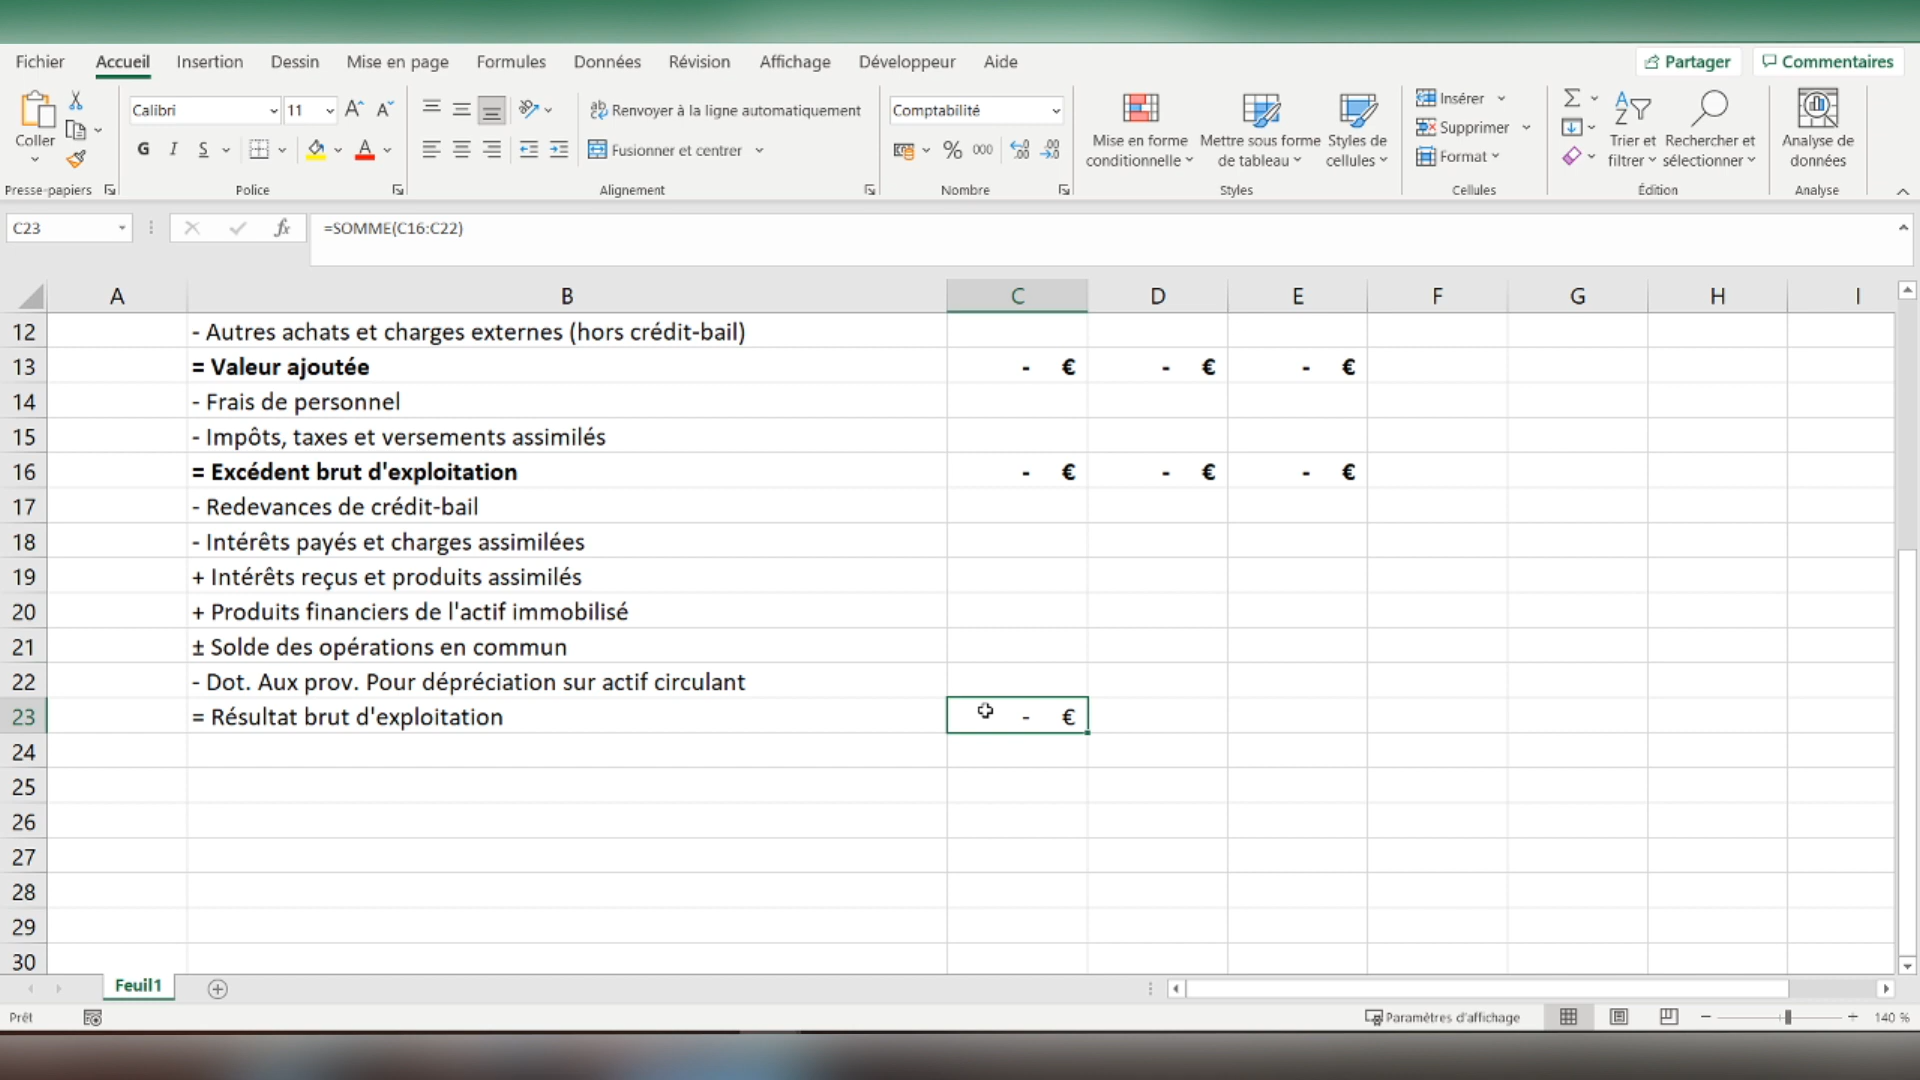 Fichier Accueil Insertion Dessin Mise en page Formules Données Révision Affichage Développeur Aide Partager Commentaires
Coller
Calibri 11
G I S
Renvoyer à la ligne automatiquement
Fusionner et centrer
Comptabilité
% 000
Mise en forme conditionnelle
Mettre sous forme de tableau
Styles de cellules
Insérer
Supprimer
Format
Trier et filtrer
Rechercher et sélectionner
Analyse de données
Presse-papiers Police Alignement Nombre Styles Cellules Édition Analyse
C23 fx =SOMME(C16:C22)
A B C D E F G H I
12 - Autres achats et charges externes (hors crédit-bail)
13 = Valeur ajoutée - € - € - €
14 - Frais de personnel
15 - Impôts, taxes et versements assimilés
16 = Excédent brut d'exploitation - € - € - €
17 - Redevances de crédit-bail
18 - Intérêts payés et charges assimilées
19 + Intérêts reçus et produits assimilés
20 + Produits financiers de l'actif immobilisé
21 ± Solde des opérations en commun
22 - Dot. Aux prov. Pour dépréciation sur actif circulant
23 = Résultat brut d'exploitation - €
24
25
26
27
28
29
30
Feuil1
Prêt Paramètres d'affichage 140 %